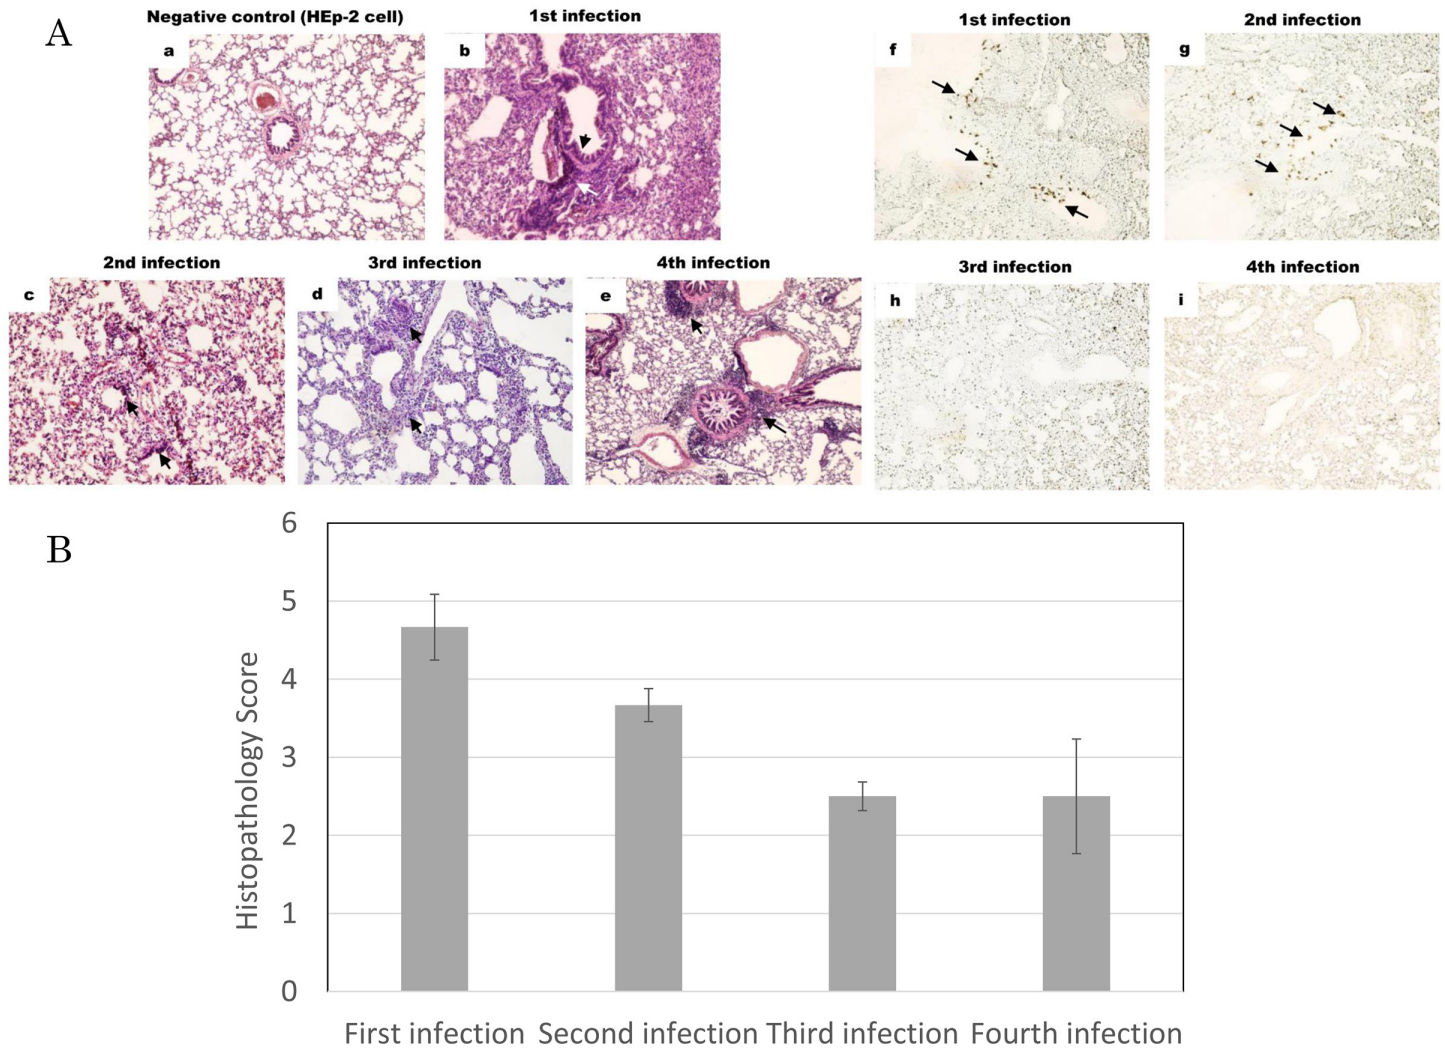 A
Negative control (HEp-2 cell)
1st infection
1st infection
2nd infection
a
b
f
g
2nd infection
3rd infection
4th infection
3rd infection
4th infection
c
d
e
h
i
B
6
5
4
3
2
1
0
Histopathology Score
First infection Second infection Third infection Fourth infection